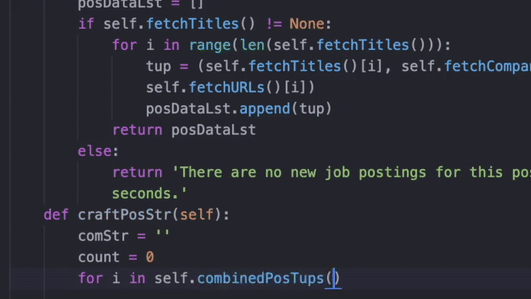 posDataLst = []
if self.fetchTitles() != None:
for i in range(len(self.fetchTitles())):
tup = (self.fetchTitles()[i], self.fetchCompa
self.fetchURLs()[i])
posDataLst.append(tup)
return posDataLst
else:
return 'There are no new job postings for this pos
seconds.'
def craftPosStr(self):
comStr = ''
count = 0
for i in self.combinedPosTups()